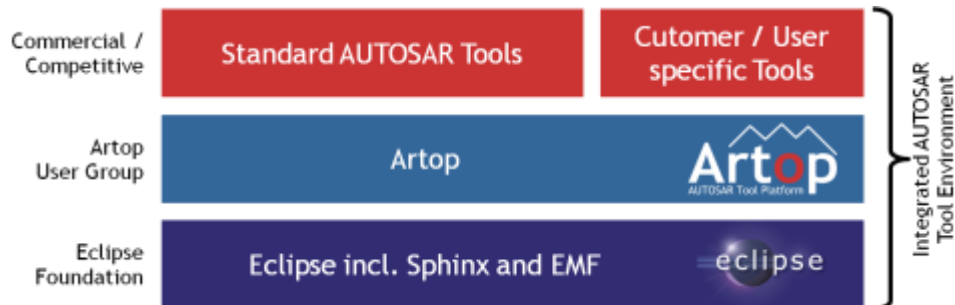 Commercial /
Competitive
Standard AUTOSAR Tools
Cutomer / User
specific Tools
Artop
User Group
Artop
Artop
AUTOSAR Tool Platform
Eclipse
Foundation
Eclipse incl. Sphinx and EMF
eclipse
Integrated AUTOSAR
Tool Environment